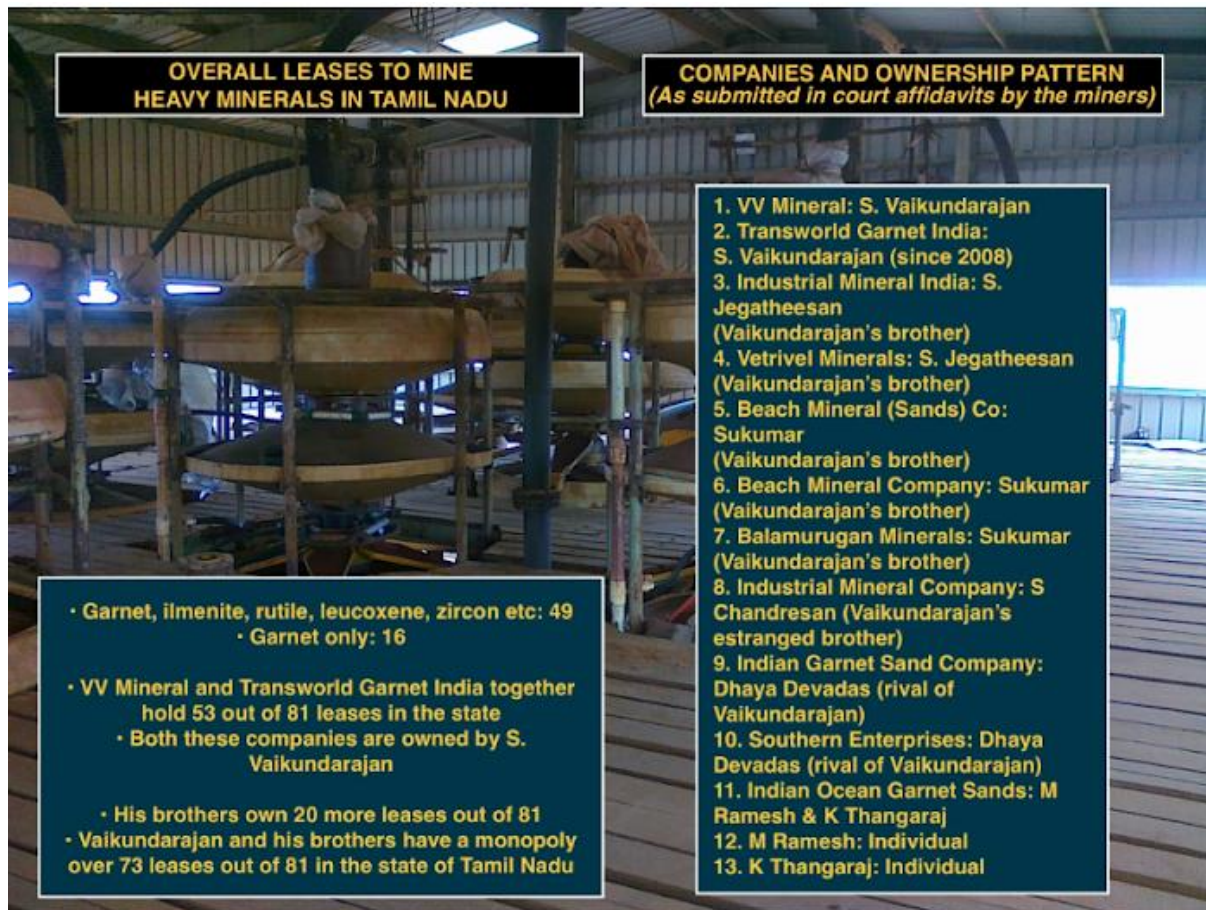 OVERALL LEASES TO MINE
HEAVY MINERALS IN TAMIL NADU
COMPANIES AND OWNERSHIP PATTERN
(As submitted in court affidavits by the miners)
• Garnet, ilmenite, rutile, leucoxene, zircon etc: 49
• Garnet only: 16
• VV Mineral and Transworld Garnet India together
hold 53 out of 81 leases in the state
• Both these companies are owned by S.
Vaikundarajan
• His brothers own 20 more leases out of 81
• Vaikundarajan and his brothers have a monopoly
over 73 leases out of 81 in the state of Tamil Nadu
1. VV Mineral: S. Vaikundarajan
2. Transworld Garnet India:
S. Vaikundarajan (since 2008)
3. Industrial Mineral India: S.
Jegatheesan
(Vaikundarajan's brother)
4. Vetrivel Minerals: S. Jegatheesan
(Vaikundarajan's brother)
5. Beach Mineral (Sands) Co:
Sukumar
(Vaikundarajan's brother)
6. Beach Mineral Company: Sukumar
(Vaikundarajan's brother)
7. Balamurugan Minerals: Sukumar
(Vaikundarajan's brother)
8. Industrial Mineral Company: S
Chandresan (Vaikundarajan's
estranged brother)
9. Indian Garnet Sand Company:
Dhaya Devadas (rival of
Vaikundarajan)
10. Southern Enterprises: Dhaya
Devadas (rival of Vaikundarajan)
11. Indian Ocean Garnet Sands: M
Ramesh & K Thangaraj
12. M Ramesh: Individual
13. K Thangaraj: Individual